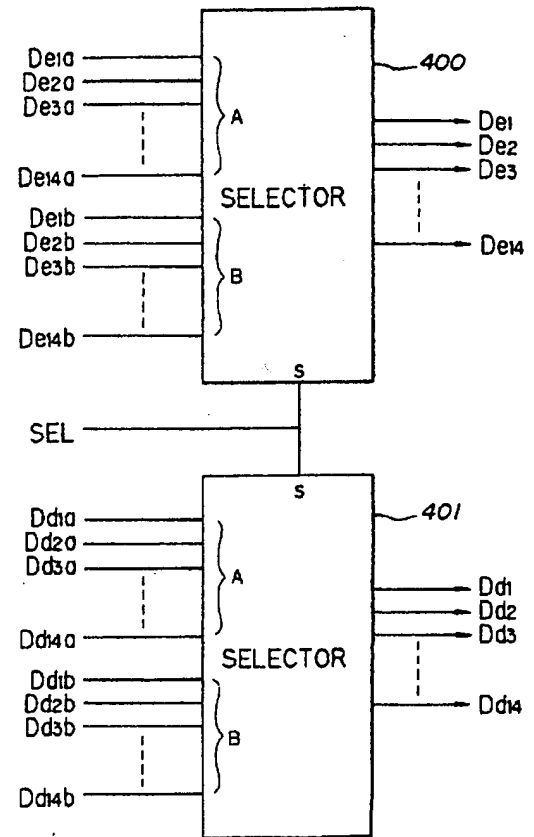 De1a
De2a
De3a
De14a
De1b
De2b
De3b
De14b
A
B
SELECTOR
S
400
De1
De2
De3
De14
SEL
Dd1a
Dd2a
Dd3a
Dd14a
Dd1b
Dd2b
Dd3b
Dd14b
S
A
B
SELECTOR
401
Dd1
Dd2
Dd3
Dd14